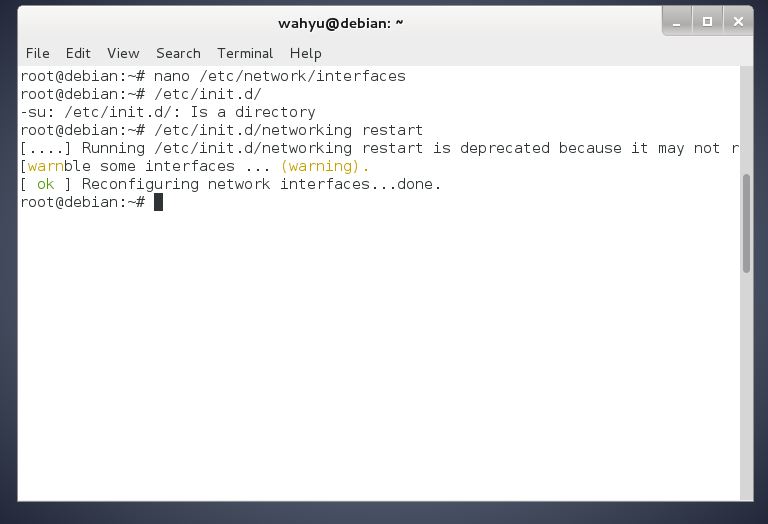 wahyu@debian: ~
File Edit View Search Terminal Help
root@debian:~# nano /etc/network/interfaces
root@debian:~# /etc/init.d/
-su: /etc/init.d/: Is a directory
root@debian:~# /etc/init.d/networking restart
[....] Running /etc/init.d/networking restart is deprecated because it may not r
[warnble some interfaces ... (warning).
[ ok ] Reconfiguring network interfaces...done.
root@debian:~#